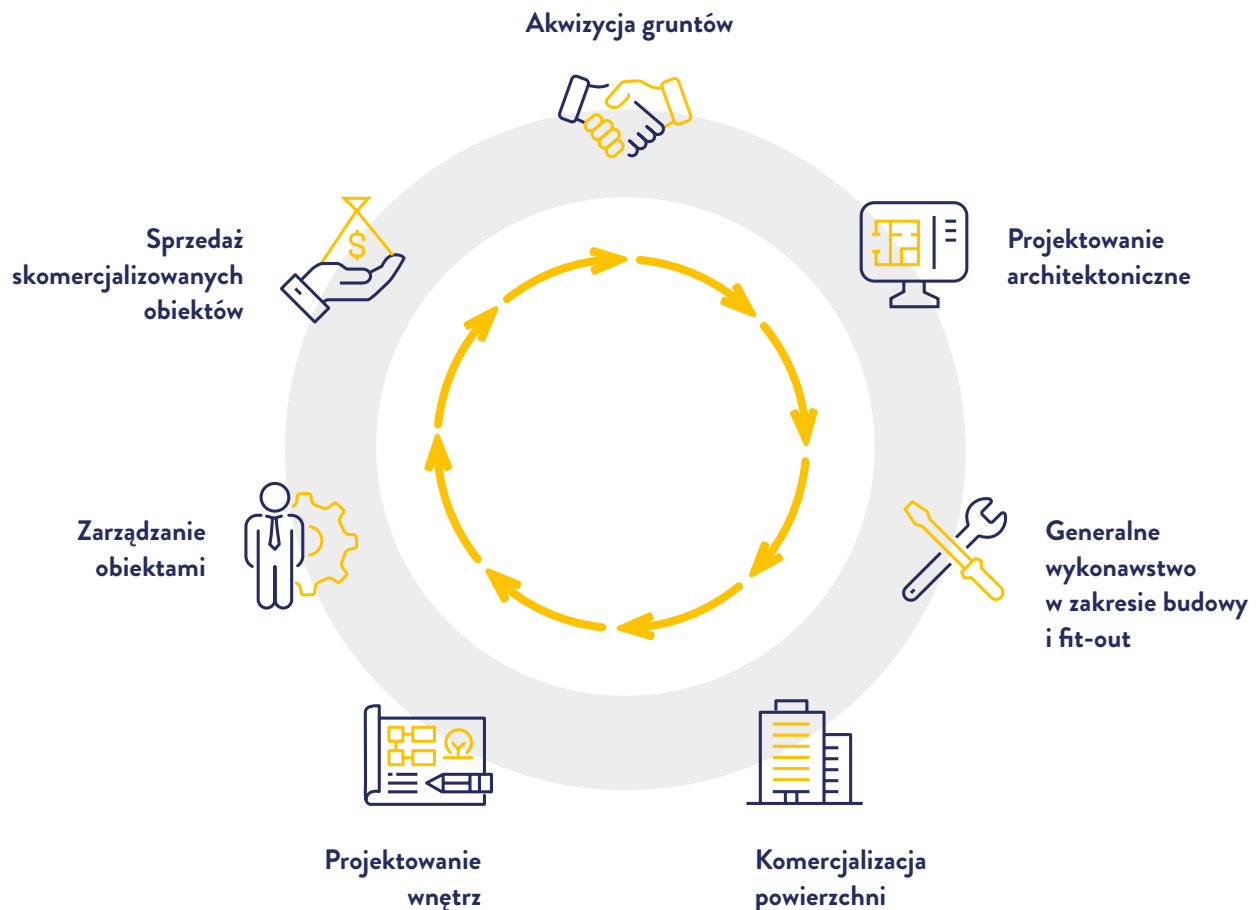 Akwizycja gruntów
Projektowanie
architektoniczne
Generalne
wykonawstwo
w zakresie budowy
i fit-out
Komercjalizacja
powierzchni
Projektowanie
wnętrz
Zarządzanie
obiektami
Sprzedaż
skomercjalizowanych
obiektów
$